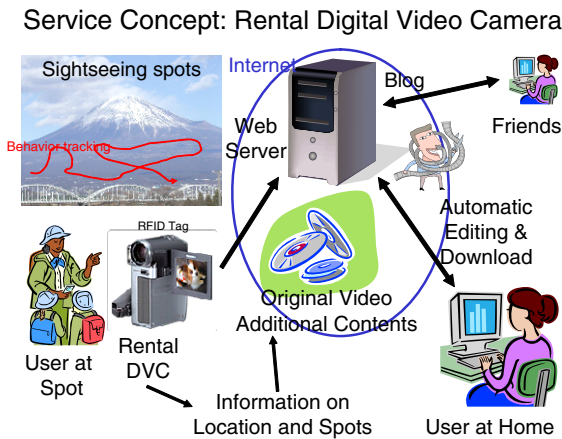 Service Concept: Rental Digital Video Camera
Sightseeing spots
Internet
Blog
Behavior tracking
Web
Server
Friends
RFID Tag
Automatic
Editing &
Download
Original Video
Additional Contents
User at
Spot
Rental
DVC
Information on
Location and Spots
User at Home